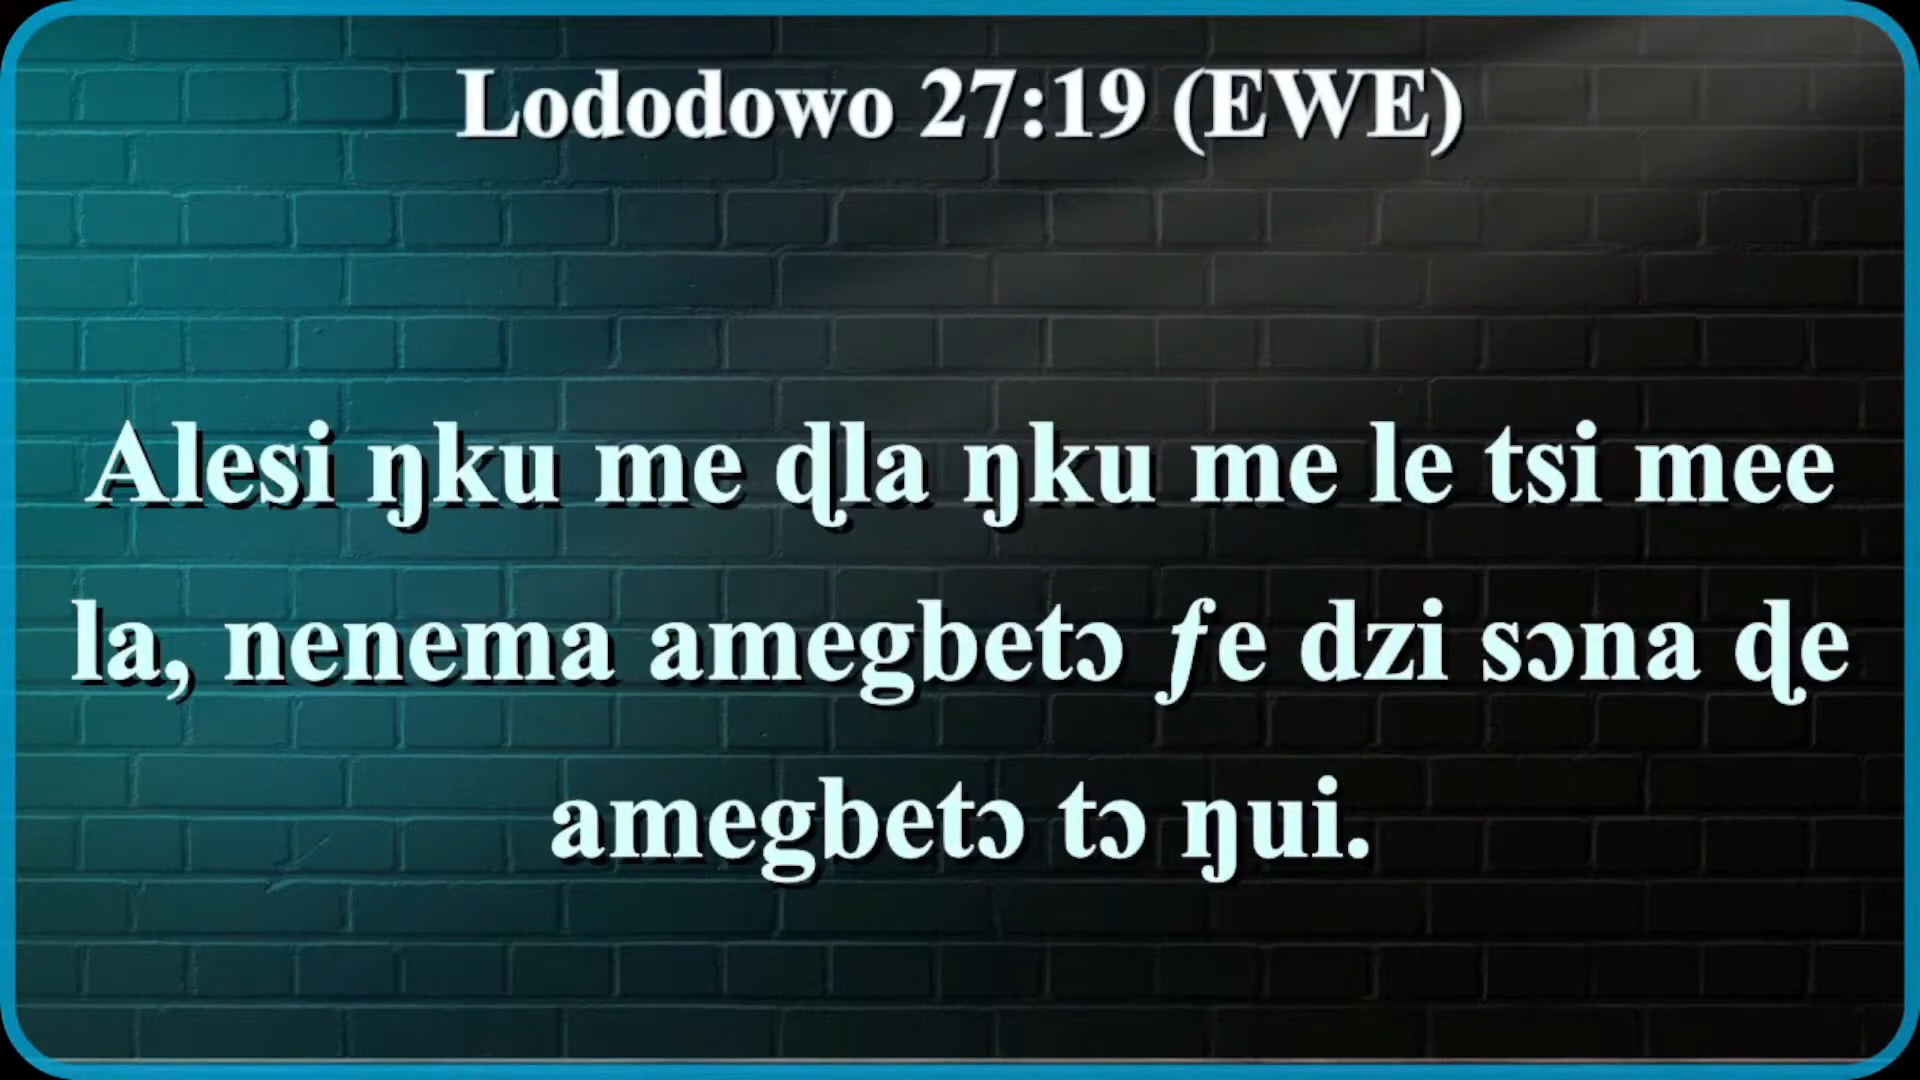 Lododowo 27:19 (EWE)
Alesi ŋku me ɖla ŋku me le tsi mee
la, nenema amegbetɔ ƒe dzi sɔna ɖe
amegbetɔ tɔ ŋui.